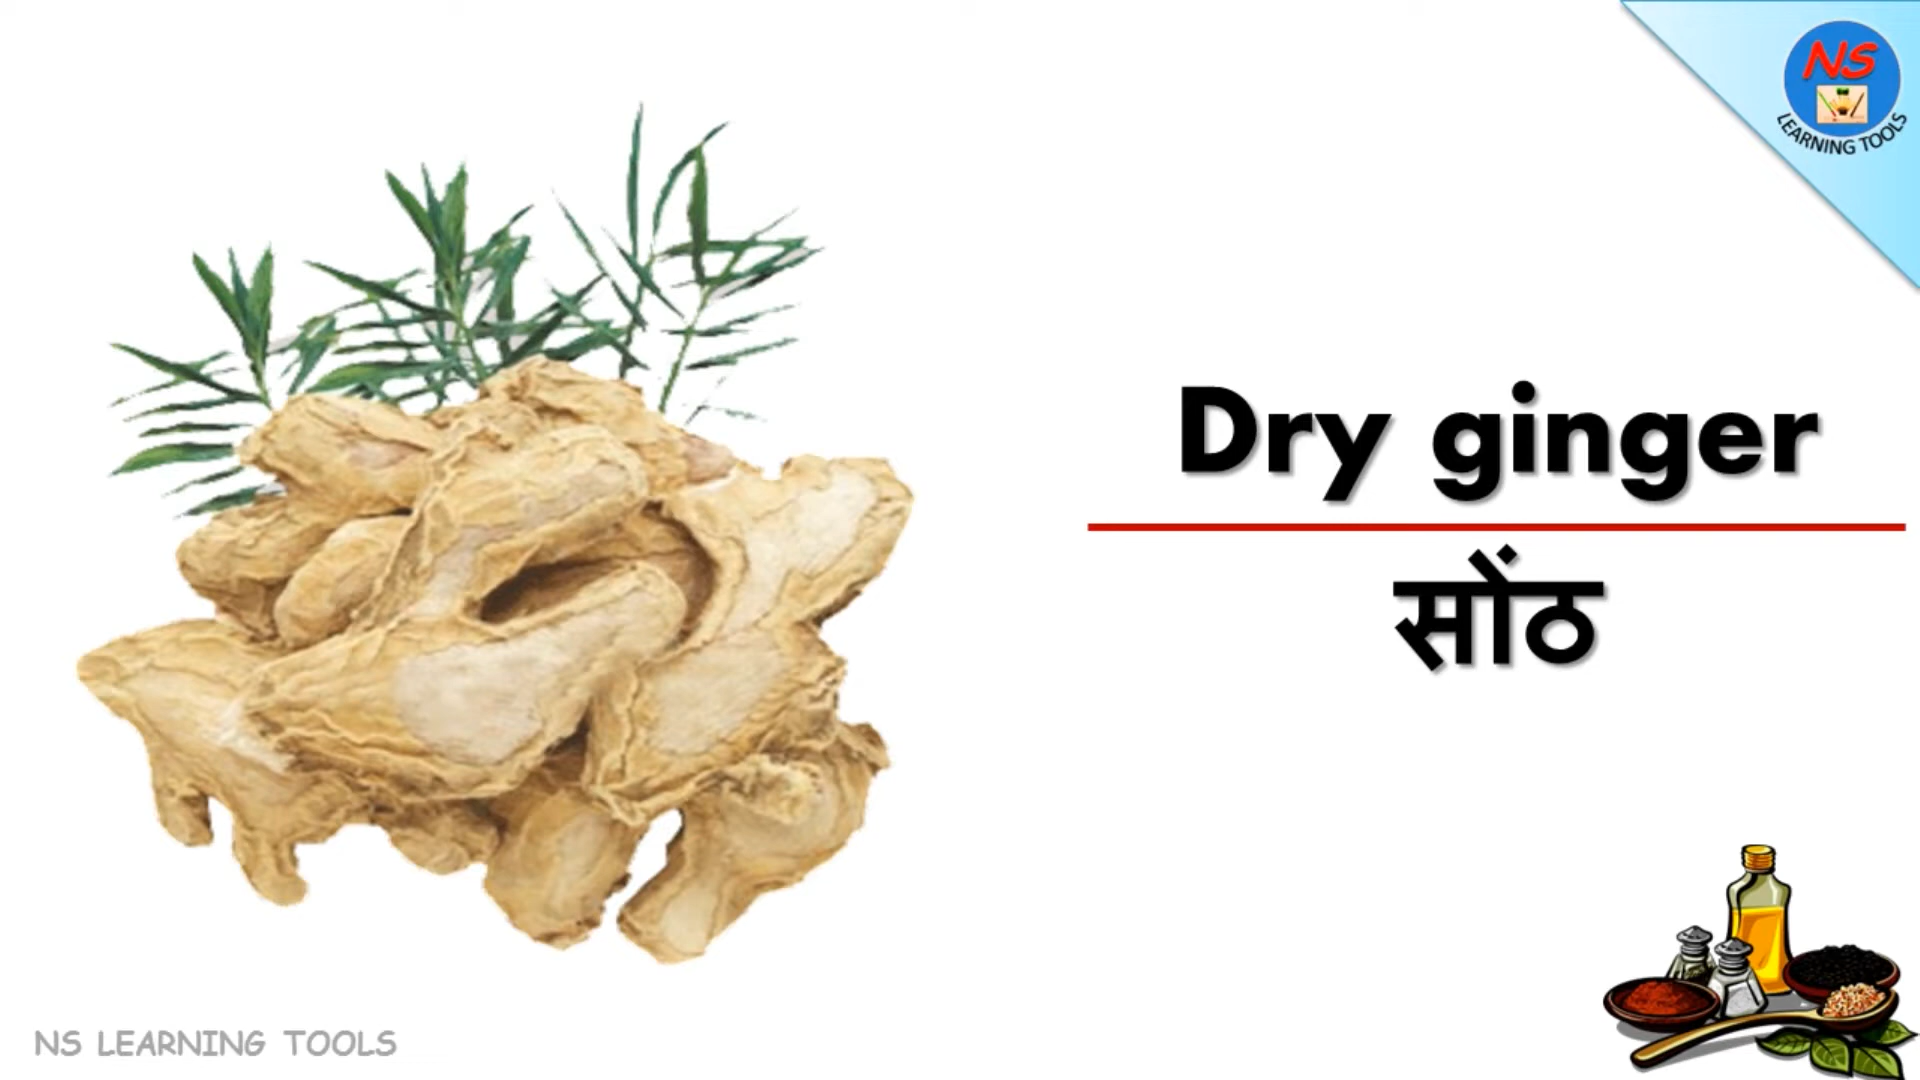 NS
LEARNING TOOLS
Dry ginger
सोंठ
NS LEARNING TOOLS